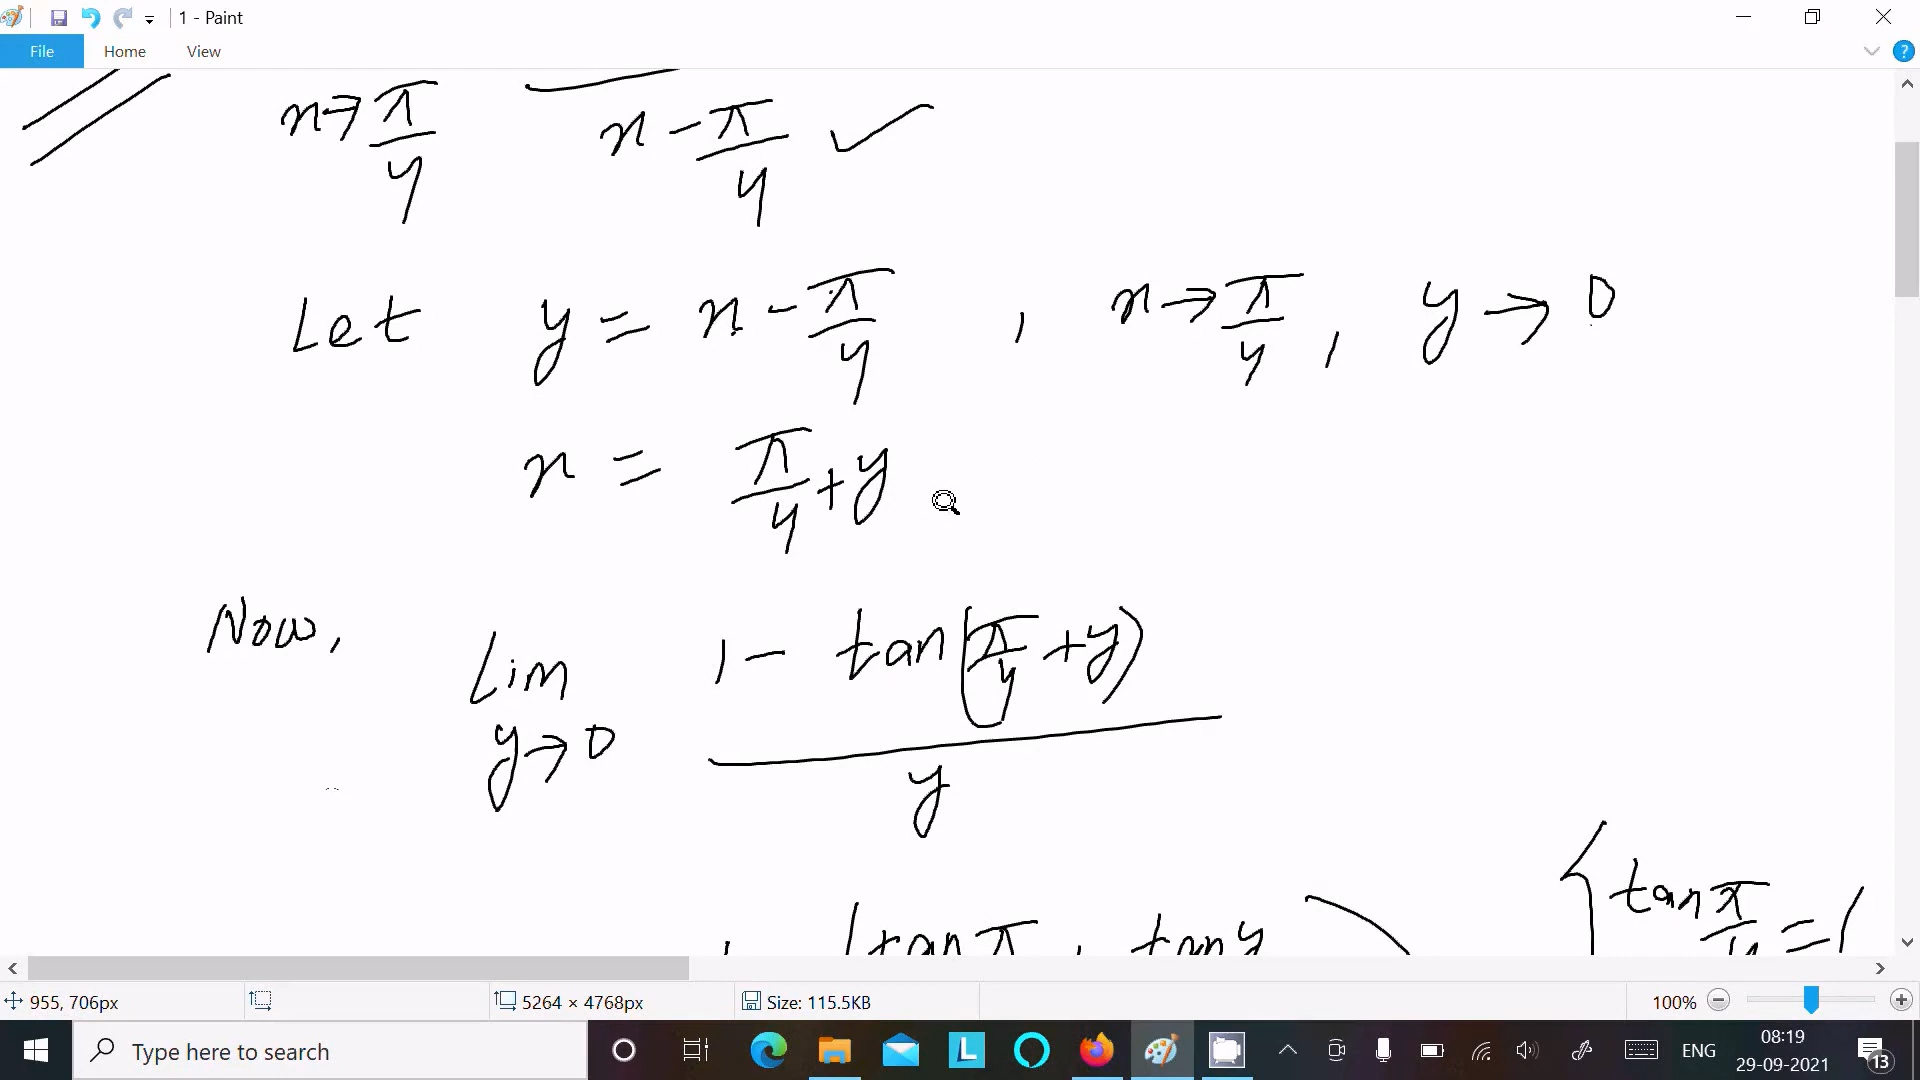 1 - Paint
File Home View
x→π/4 x - π/4 ✓
Let y = x - π/4 , x→π/4 , y→0
x = π/4 + y
Now, Lim y→0 1 - tan(π/4 + y) / y
tan π/4 = 1
tan π + tan y
955, 706px 5264 × 4768px Size: 115.5KB 100%
Type here to search
L
ENG
08:19
29-09-2021
13